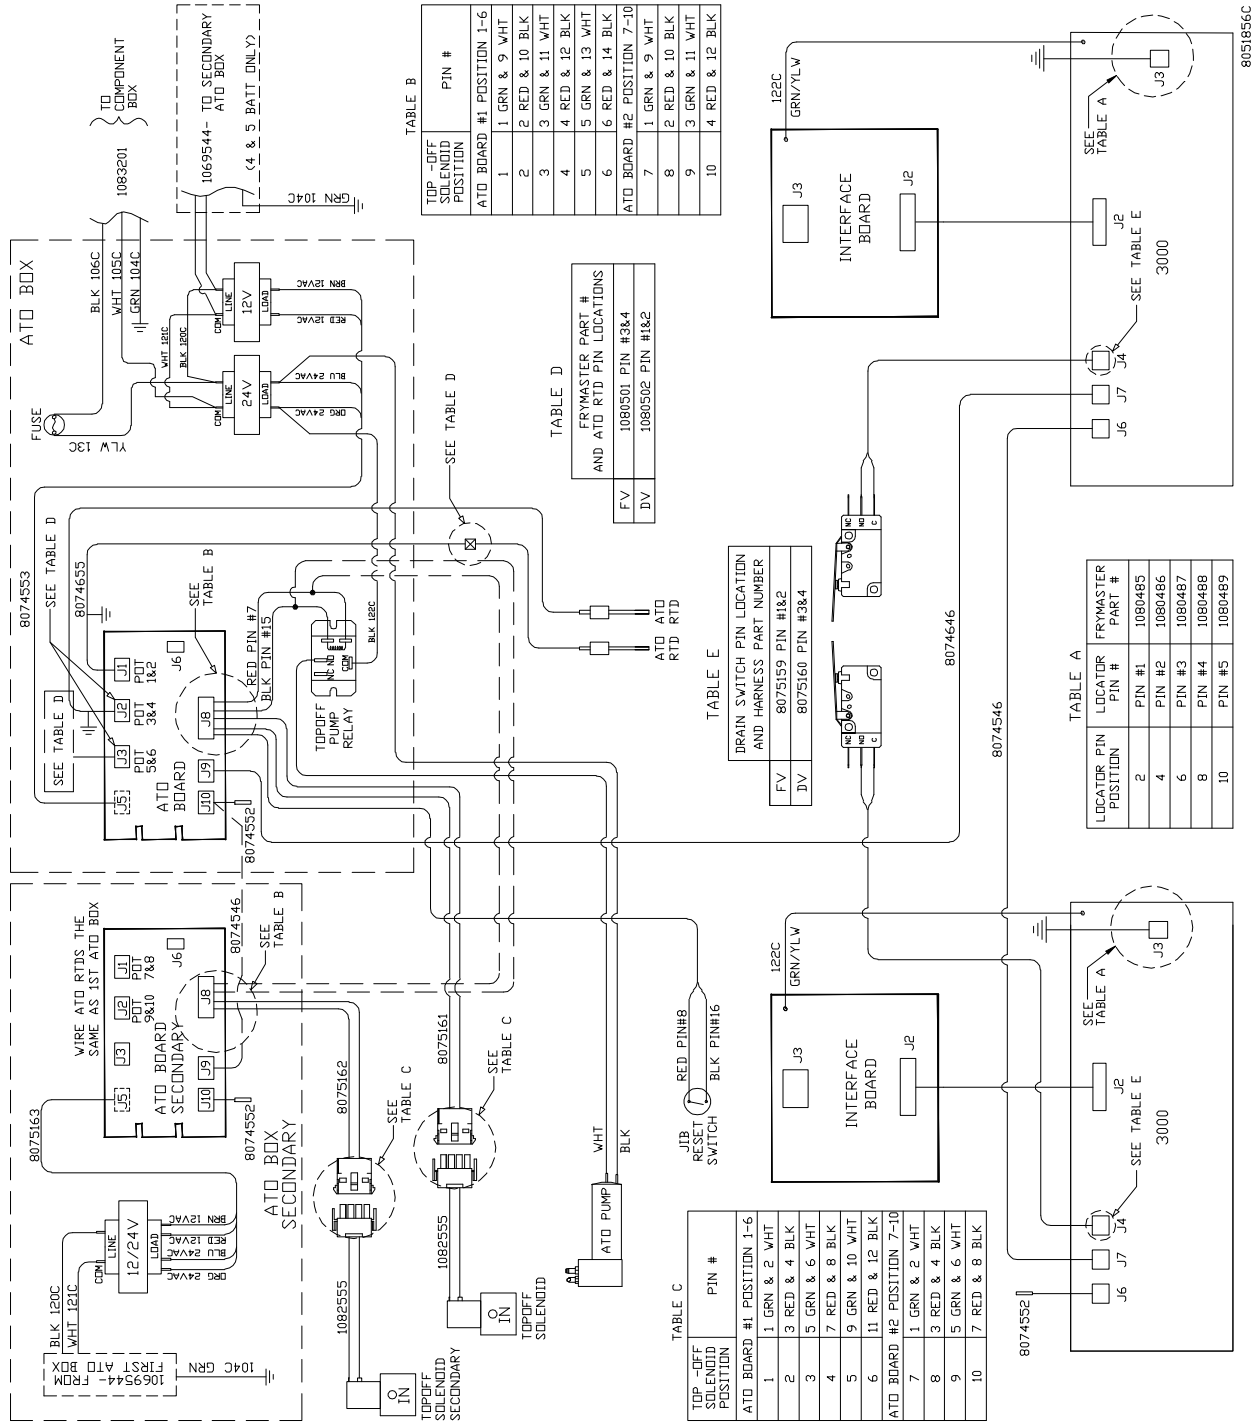 ATO BOX
FUSE
YLW 13C
BLK 106C
WHT 105C
GRN 104C
1083201
TO
COMPONENT
BOX
1069544- TO SECONDARY
ATO BOX
(4 & 5 BATT ONLY)
GRN 104C
WHT 121C
BLK 120C
COM
LINE
12V
LOAD
BRN 12VAC
RED 12VAC
COM
LINE
24V
LOAD
BLU 24VAC
ORG 24VAC
8074553
SEE TABLE D
8074655
SEE TABLE D
SEE
TABLE B
J1
POT
1&2
J2
POT
3&4
J3
POT
5&6
J5
J6
J8
J9
J10
ATO
BOARD
RED PIN #7
BLK PIN #15
NC
NO
COM
BLK 122C
TOPOFF
PUMP
RELAY
8074552
SEE TABLE D
ATO
RTD
ATO
RTD
ATO BOX
SECONDARY
WIRE ATO RTDS THE
SAME AS 1ST ATO BOX
8074546
SEE
TABLE B
J1
POT
7&8
J2
POT
9&10
J3
J5
J6
J8
J9
J10
ATO BOARD
SECONDARY
8074552
8075163
COM
LINE
12/24V
LOAD
BRN 12VAC
RED 12VAC
BLU 24VAC
ORG 24VAC
BLK 120C
WHT 121C
1069544- FROM
FIRST ATO BOX
104C GRN
8075162
SEE
TABLE C
8075161
SEE
TABLE C
1082555
IN
TOPOFF
SOLENOID
SECONDARY
1082555
IN
TOPOFF
SOLENOID
WHT
BLK
ATO PUMP
RED PIN#8
BLK PIN#16
JIB
RESET
SWITCH
TABLE B
TOP -OFF
SOLENOID
POSITION
PIN #
ATO BOARD #1 POSITION 1-6
1 1 GRN & 9 WHT
2 2 RED & 10 BLK
3 3 GRN & 11 WHT
4 4 RED & 12 BLK
5 5 GRN & 13 WHT
6 6 RED & 14 BLK
ATO BOARD #2 POSITION 7-10
7 1 GRN & 9 WHT
8 2 RED & 10 BLK
9 3 GRN & 11 WHT
10 4 RED & 12 BLK
TABLE D
FRYMASTER PART #
AND ATO RTD PIN LOCATIONS
FV 1080501 PIN #3&4
DV 1080502 PIN #1&2
TABLE E
DRAIN SWITCH PIN LOCATION
AND HARNESS PART NUMBER
FV 8075159 PIN #1&2
DV 8075160 PIN #3&4
TABLE C
TOP -OFF
SOLENOID
POSITION
PIN #
ATO BOARD #1 POSITION 1-6
1 1 GRN & 2 WHT
2 3 RED & 4 BLK
3 5 GRN & 6 WHT
4 7 RED & 8 BLK
5 9 GRN & 10 WHT
6 11 RED & 12 BLK
ATO BOARD #2 POSITION 7-10
7 1 GRN & 2 WHT
8 3 RED & 4 BLK
9 5 GRN & 6 WHT
10 7 RED & 8 BLK
TABLE A
LOCATOR PIN
POSITION
LOCATOR
PIN #
FRYMASTER
PART #
2 PIN #1 1080485
4 PIN #2 1080486
6 PIN #3 1080487
8 PIN #4 1080488
10 PIN #5 1080489
122C
GRN/YLW
J3
INTERFACE
BOARD
J2
SEE
TABLE A
J3
J2
SEE TABLE E
3000
J4
J7
J6
NC
NO
C
NC
NO
C
8074646
8074546
122C
GRN/YLW
J3
INTERFACE
BOARD
J2
SEE
TABLE A
J3
J2
SEE TABLE E
3000
J4
J7
J6
8074552
8051856C